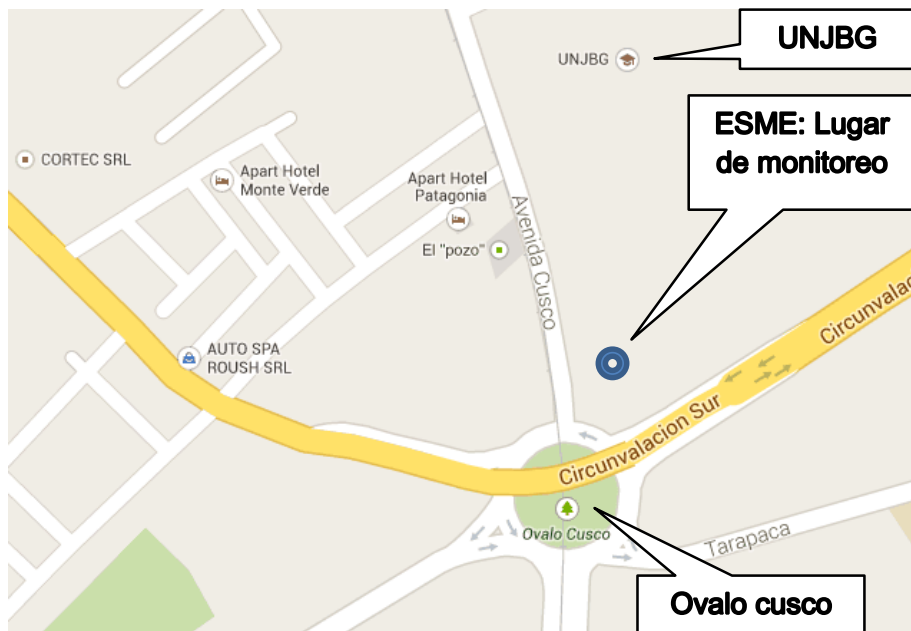 UNJBG
UNJBG
ESME: Lugar
de monitoreo
CORTEC SRL
Apart Hotel
Monte Verde
Apart Hotel
Patagonia
El "pozo"
Avenida Cusco
AUTO SPA
ROUSH SRL
Circunvalac
Circunvalacion Sur
Ovalo Cusco
Tarapaca
Ovalo cusco